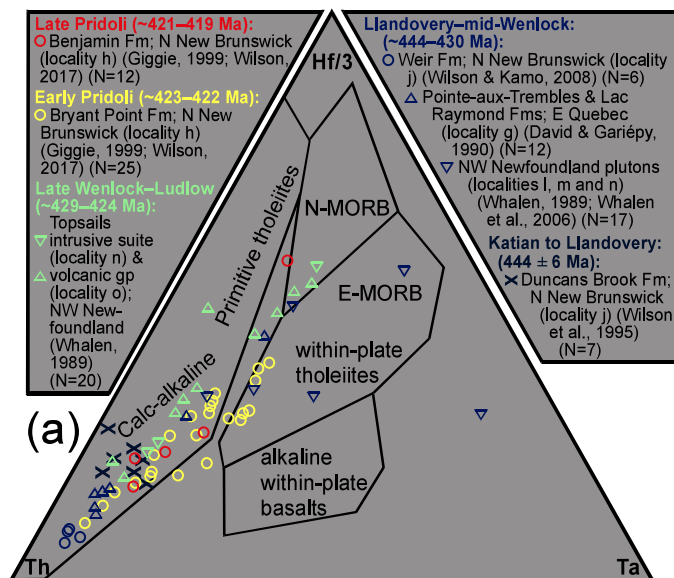 Late Pridoli (~421–419 Ma):
Benjamin Fm; N New
Brunswick (locality h)
(Giggie, 1999; Wilson,
2017) (N=12)
Early Pridoli (~423–422 Ma):
Bryant Point Fm; N New
Brunswick (locality h)
(Giggie, 1999; Wilson,
2017) (N=25)
Late Wenlock–Ludlow
(~429–424 Ma):
Topsails
intrusive suite
(locality n) &
volcanic gp
(locality o);
NW New-
foundland
(Whalen,
1989)
(N=20)
Llandovery–mid-Wenlock:
(~444–430 Ma)
Weir Fm; N New Brunswick (locality
j) (Wilson & Kamo, 2008) (N=6)
Pointe-aux-Trembles & Lac
Raymond Fms; E Quebec
(locality g) (David & Gariépy,
1990) (N=12)
NW Newfoundland plutons
(localities l, m and n)
(Whalen, 1989; Whalen
et al., 2006) (N=17)
Katian to Llandovery:
(444 ± 6 Ma):
Duncans Brook Fm;
N New Brunswick
(locality j) (Wilson
et al., 1995)
(N=7)
Hf/3
N-MORB
Primitive tholeiites
E-MORB
within-plate
tholeiites
Calc-alkaline
(a)
alkaline
within-plate
basalts
Th
Ta